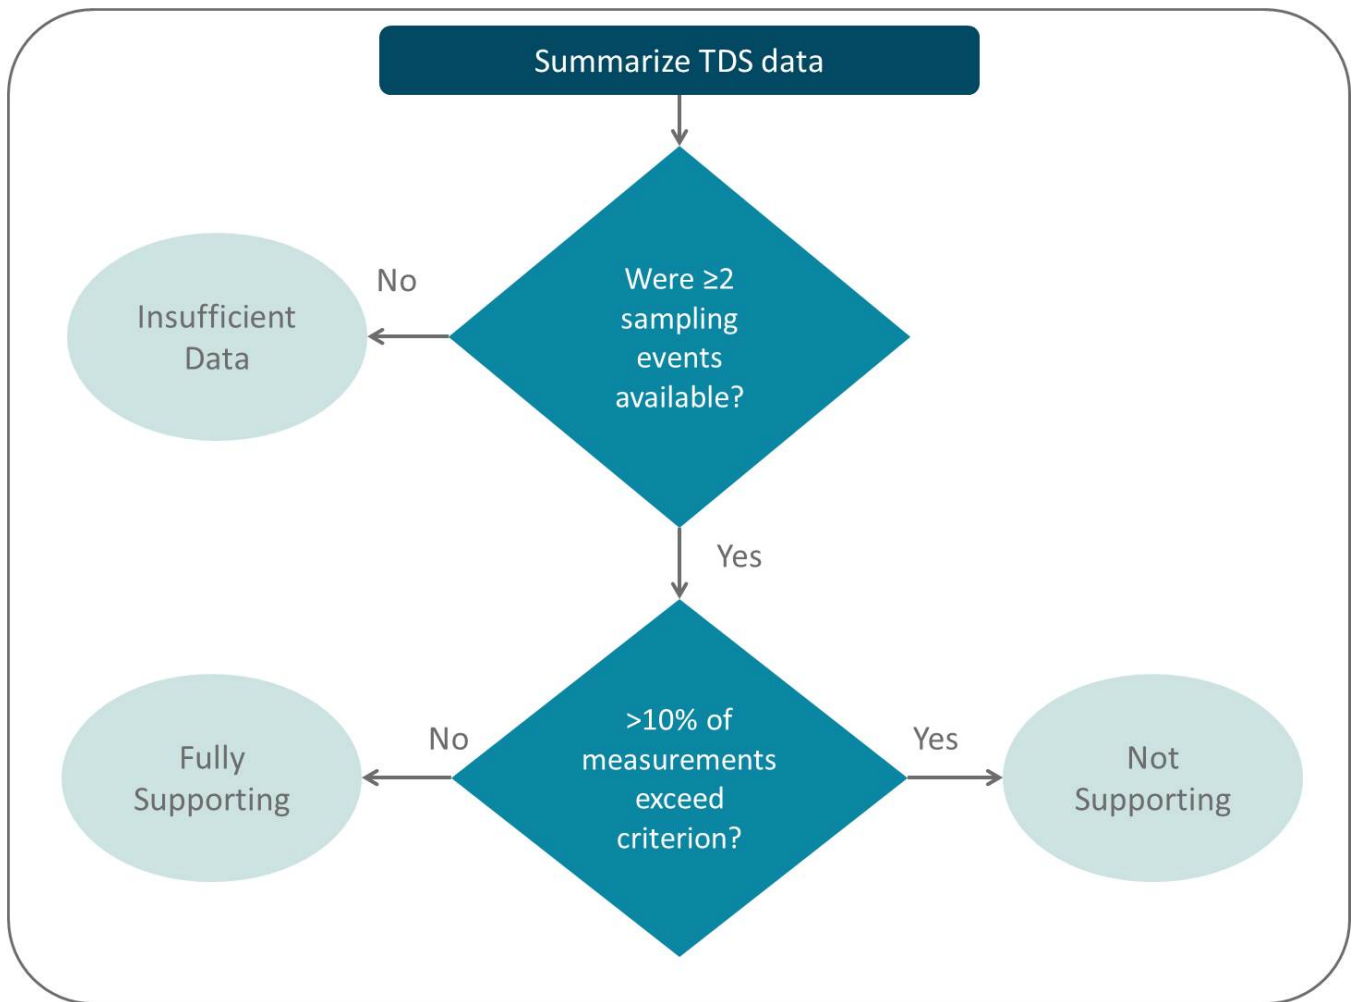 Summarize TDS data
Were ≥2
sampling
events
available?
No
Insufficient
Data
Yes
>10% of
measurements
exceed
criterion?
No
Fully
Supporting
Yes
Not
Supporting